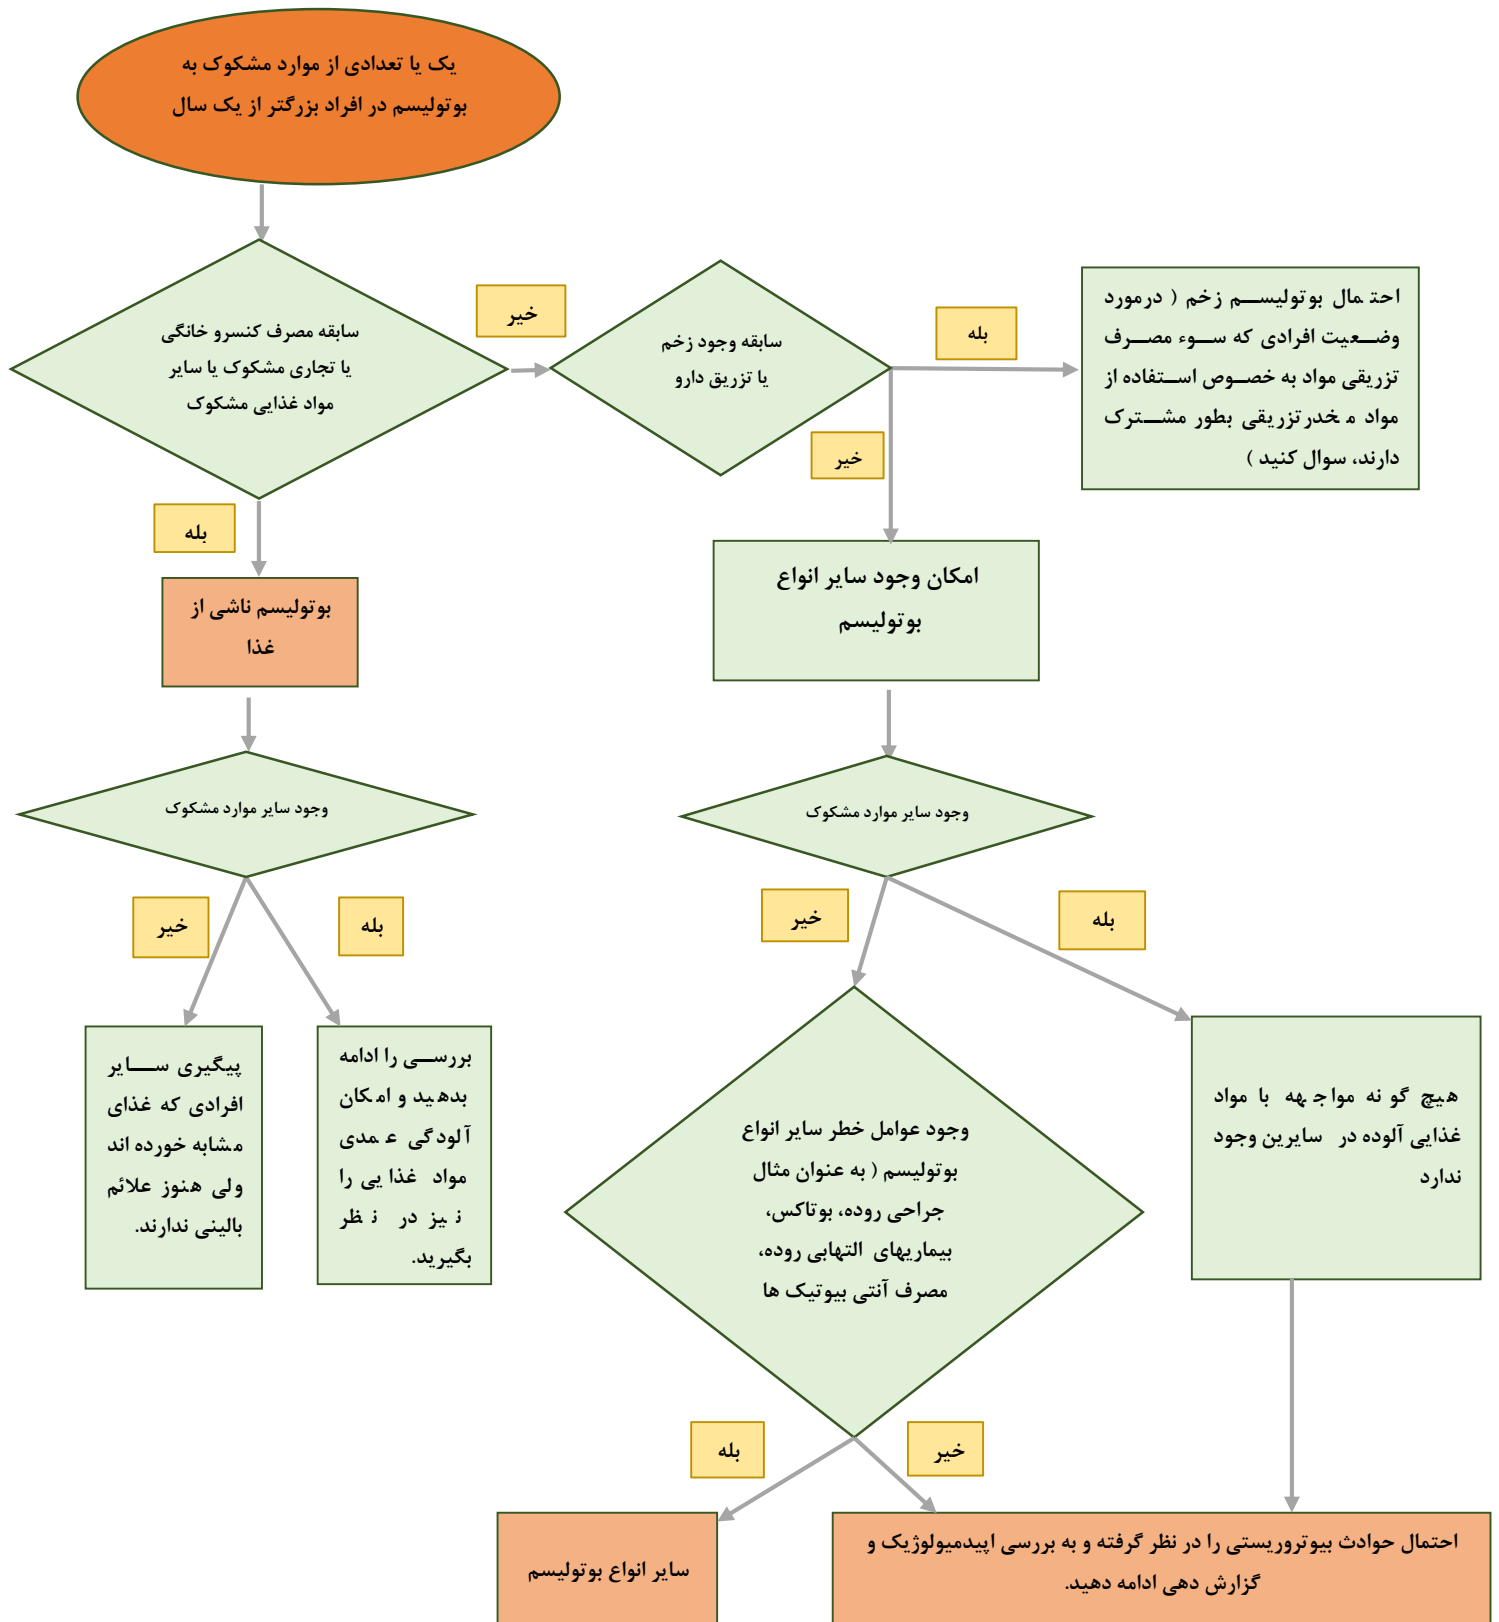 یک یا تعدادی از موارد مشکوک به
بوتولیسم در افراد بزرگتر از یک سال
سابقه مصرف کنسرو خانگی
یا تجاری مشکوک یا سایر
مواد غذایی مشکوک
خیر
سابقه وجود زخم
یا تزریق دارو
بله
احتمال بوتولیسم زخم ( درمورد
وضعیت افرادی که سوء مصرف
تزریقی مواد به خصوص استفاده از
مواد مخدرتزریقی بطور مشترک
دارند، سوال کنید )
خیر
بله
امکان وجود سایر انواع
بوتولیسم
بوتولیسم ناشی از
غذا
وجود سایر موارد مشکوک
وجود سایر موارد مشکوک
خیر
بله
خیر
بله
پیگیری سایر
افرادی که غذای
مشابه خورده اند
ولی هنوز علائم
بالینی ندارند.
بررسی را ادامه
بدهید و امکان
آلودگی عمدی
مواد غذایی را
نیز در نظر
بگیرید.
وجود عوامل خطر سایر انواع
بوتولیسم ( به عنوان مثال
جراحی روده، بوتاکس،
بیماریهای التهابی روده،
مصرف آنتی بیوتیک ها
هیچ گونه مواجهه با مواد
غذایی آلوده در سایرین وجود
ندارد
بله
خیر
سایر انواع بوتولیسم
احتمال حوادث بیوتروریستی را در نظر گرفته و به بررسی اپیدمیولوژیک و
گزارش دهی ادامه دهید.